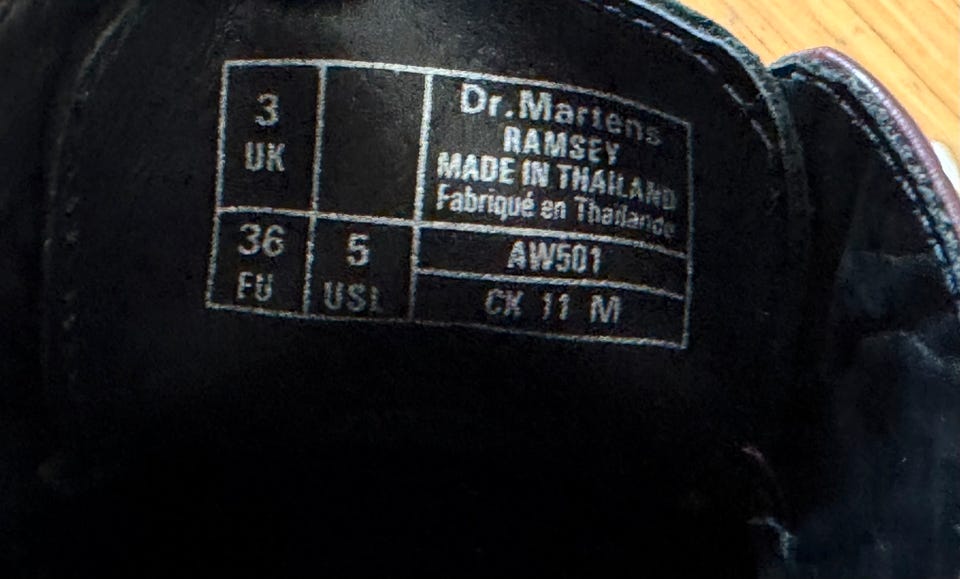 3
UK
Dr.Martens
RAMSEY
MADE IN THAILAND
Fabriqué en Thaïlande
36
EU
5
USL
AW501
CK 11 M